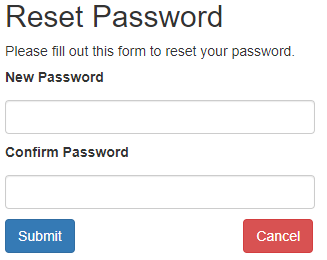 Reset Password
Please fill out this form to reset your password.
New Password
Confirm Password
Submit
Cancel